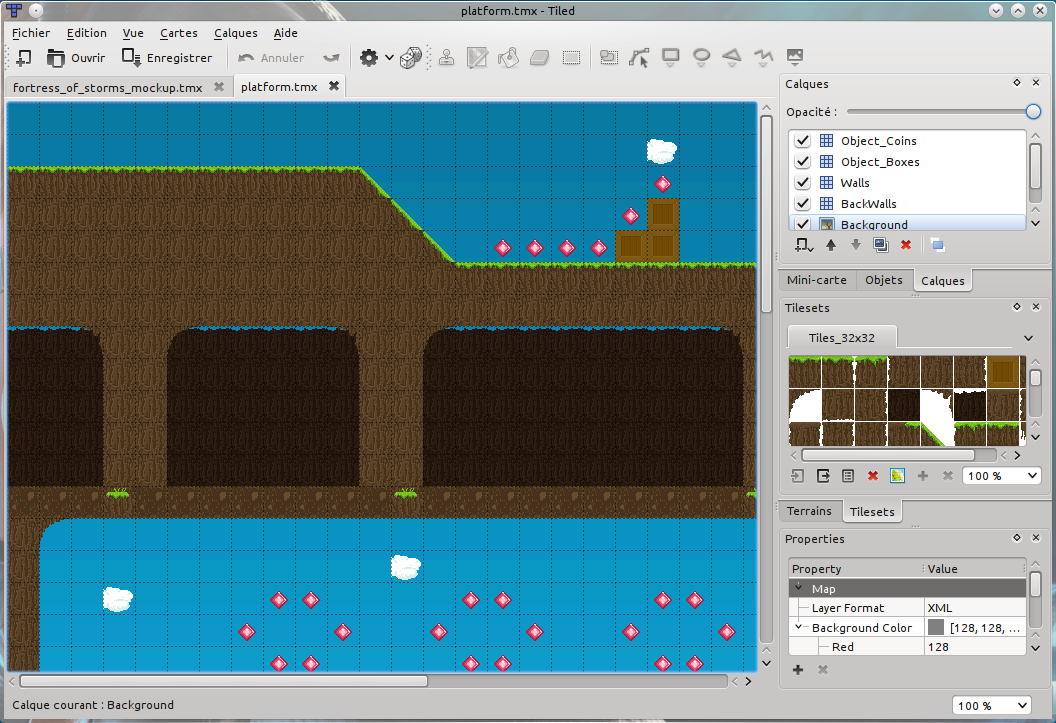 platform.tmx - Tiled
Fichier Edition Vue Cartes Calques Aide
Ouvrir Enregistrer Annuler
fortress_of_storms_mockup.tmx platform.tmx
Calques
Opacité :
Object_Coins
Object_Boxes
Walls
BackWalls
Background
Mini-carte Objets Calques
Tilesets
Tiles_32x32
100 %
Terrains Tilesets
Properties
Property Value
Map
Layer Format XML
Background Color [128, 128, ...
Red 128
Calque courant : Background 100 %